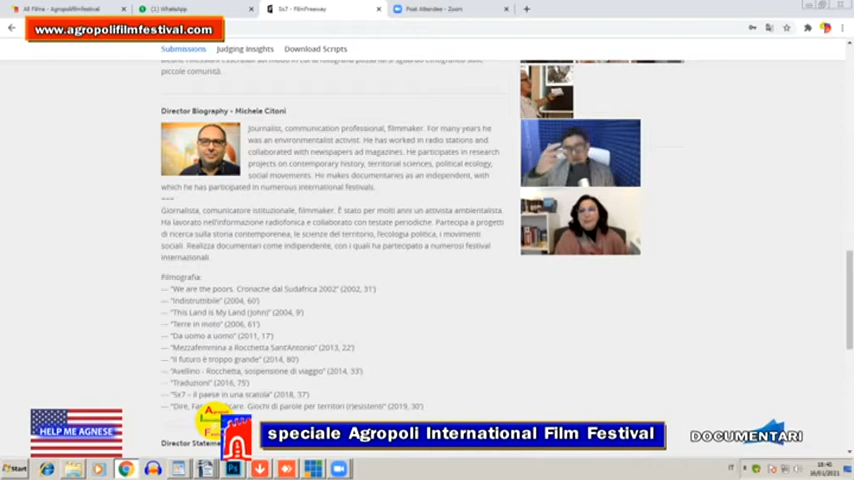 All Films - Agropolifilmfestival
(1) WhatsApp
5x7 - FilmFreeway
Post Attendee - Zoom
www.agropolifilmfestival.com
Submissions Judging Insights Download Scripts
piccole comunità.
Director Biography - Michele Citoni
Journalist, communication professional, filmmaker. For many years he
was an environmentalist activist. He has worked in radio stations and
collaborated with newspapers ad magazines. He participates in research
projects on contemporary history, territorial sciences, political ecology,
social movements. He makes documentaries as an independent, with
which he has participated in numerous international festivals.
===
Giornalista, comunicatore istituzionale, filmmaker. È stato per molti anni un attivista ambientalista.
Ha lavorato nell'informazione radiofonica e collaborato con testate periodiche. Partecipa a progetti
di ricerca sulla storia contemporenea, le scienze del territorio, l'ecologia politica, i movimenti
sociali. Realizza documentari come indipendente, con i quali ha partecipato a numerosi festival
internazionali.
Filmografia:
— "We are the poors. Cronache dal Sudafrica 2002" (2002, 31')
— "Indistruttibile" (2004, 60')
— "This Land is My Land (John)" (2004, 9')
— "Terre in moto" (2006, 61')
— "Da uomo a uomo" (2011, 17')
— "Mezzafemmina a Rocchetta Sant'Antonio" (2013, 22')
— "Il futuro è troppo grande" (2014, 80')
— "Avellino - Rocchetta, sospensione di viaggio" (2014, 33')
— "Traduzioni" (2016, 75')
— "5x7 – il paese in una scatola" (2018, 37')
— "Dire, Giochi di parole per territori (r)esistenti" (2019, 30')
Director Stateme
HELP ME AGNESE
speciale Agropoli International Film Festival
DOCUMENTARI
Start
IT
18:40
16/01/2021